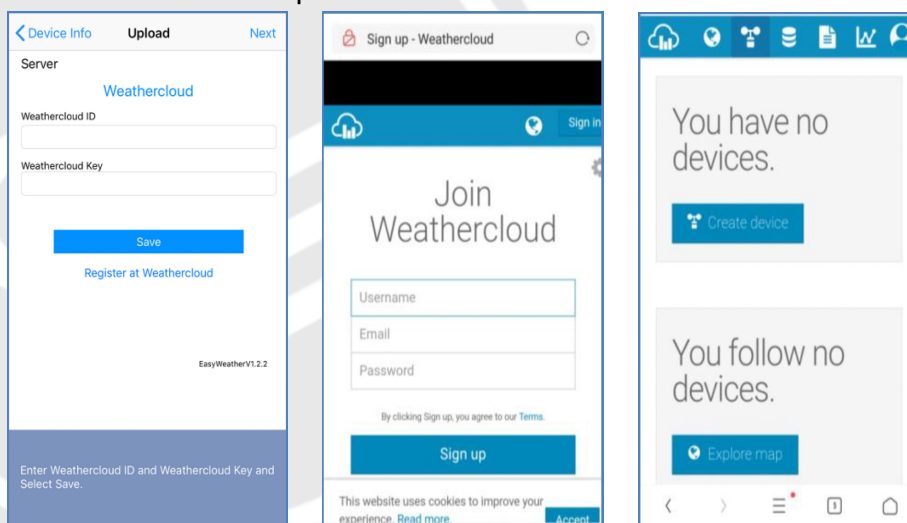 Device Info Upload Next
Server
Weathercloud
Weathercloud ID
Weathercloud Key
Save
Register at Weathercloud
EasyWeatherV1.2.2
Enter Weathercloud ID and Weathercloud Key and
Select Save.
Sign up - Weathercloud
Sign in
Join
Weathercloud
Username
Email
Password
By clicking Sign up, you agree to our Terms.
Sign up
This website uses cookies to improve your
experience. Read more.
Accept
You have no
devices.
Create device
You follow no
devices.
Explore map